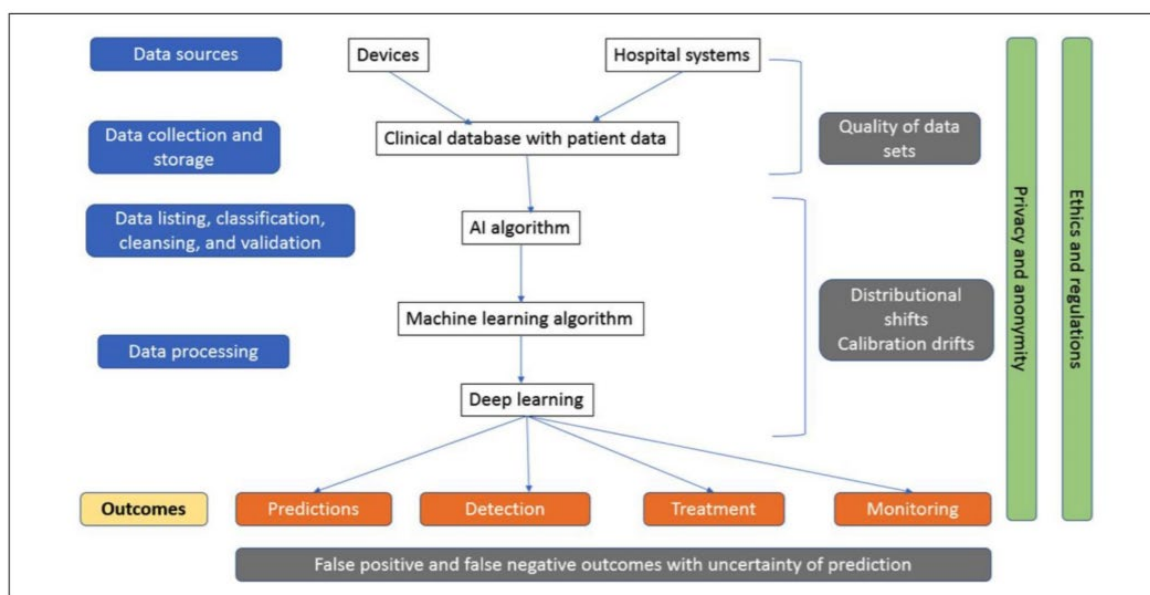 Data sources
Devices
Hospital systems
Data collection and
storage
Clinical database with patient data
Quality of data
sets
Data listing, classification,
cleansing, and validation
AI algorithm
Machine learning algorithm
Distributional
shifts
Calibration drifts
Data processing
Deep learning
Privacy and anonymity
Ethics and regulations
Outcomes
Predictions
Detection
Treatment
Monitoring
False positive and false negative outcomes with uncertainty of prediction